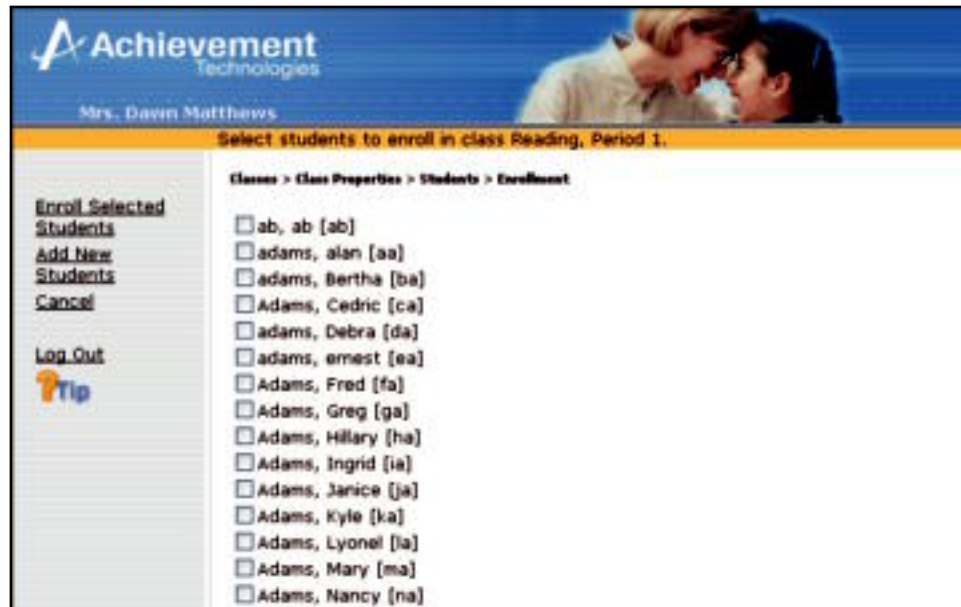 Achievement
Technologies
Mrs. Dawn Matthews
Select students to enroll in class Reading, Period 1.
Classes > Class Properties > Students > Enrollment
Enroll Selected
Students
Add New
Students
Cancel
Log Out
?Tip
ab, ab [ab]
adams, alan [aa]
adams, Bertha [ba]
Adams, Cedric [ca]
adams, Debra [da]
adams, ernest [ea]
Adams, Fred [fa]
Adams, Greg [ga]
Adams, Hillary [ha]
Adams, Ingrid [ia]
Adams, Janice [ja]
Adams, Kyle [ka]
Adams, Lyonel [la]
Adams, Mary [ma]
Adams, Nancy [na]